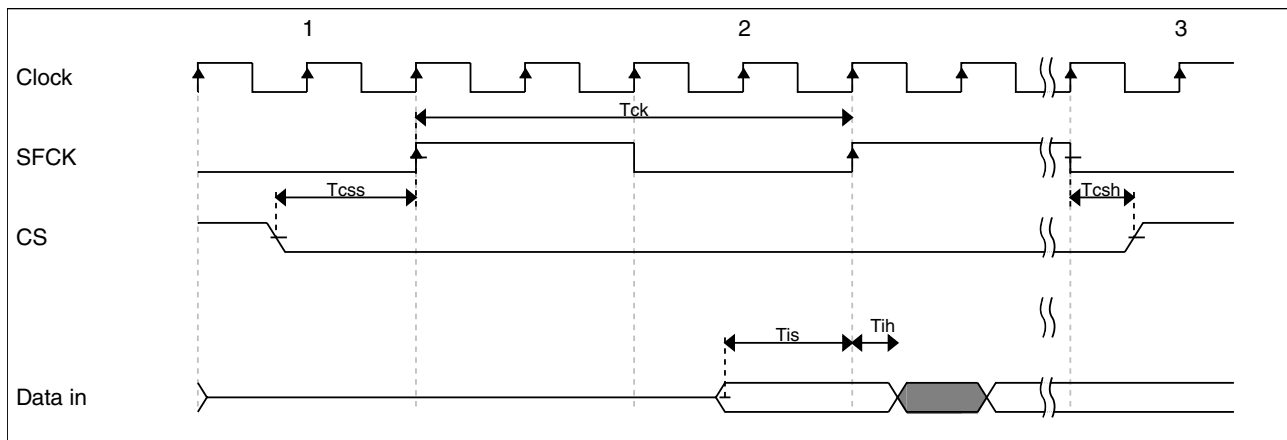 1 2 3
Clock
Tck
SFCK
Tcss Tcsh
CS
Tis Tih
Data in